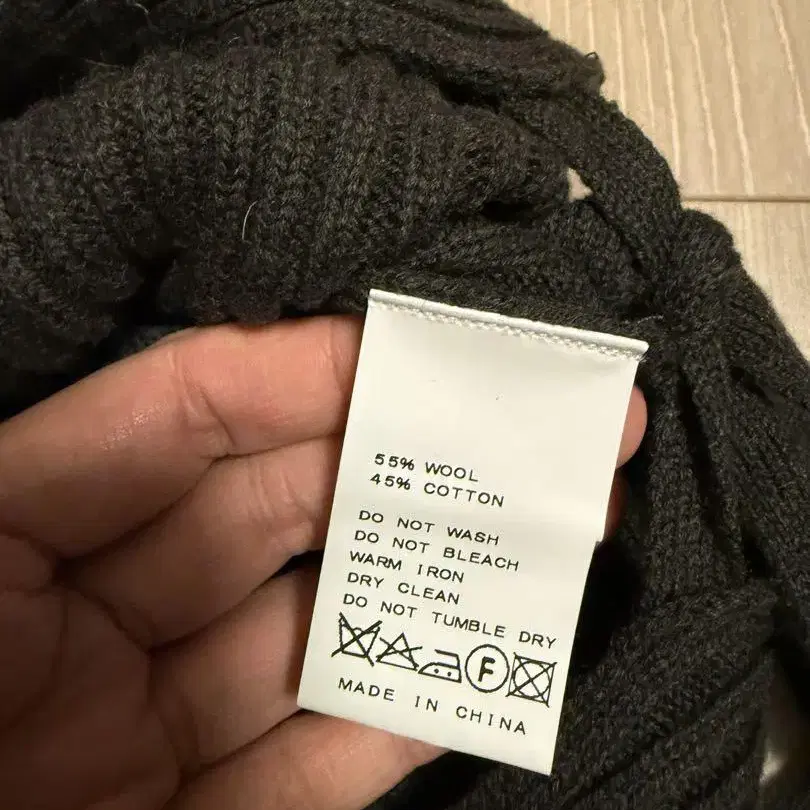 55% WOOL
45% COTTON
DO NOT WASH
DO NOT BLEACH
WARM IRON
DRY CLEAN
DO NOT TUMBLE DRY
F
MADE IN CHINA